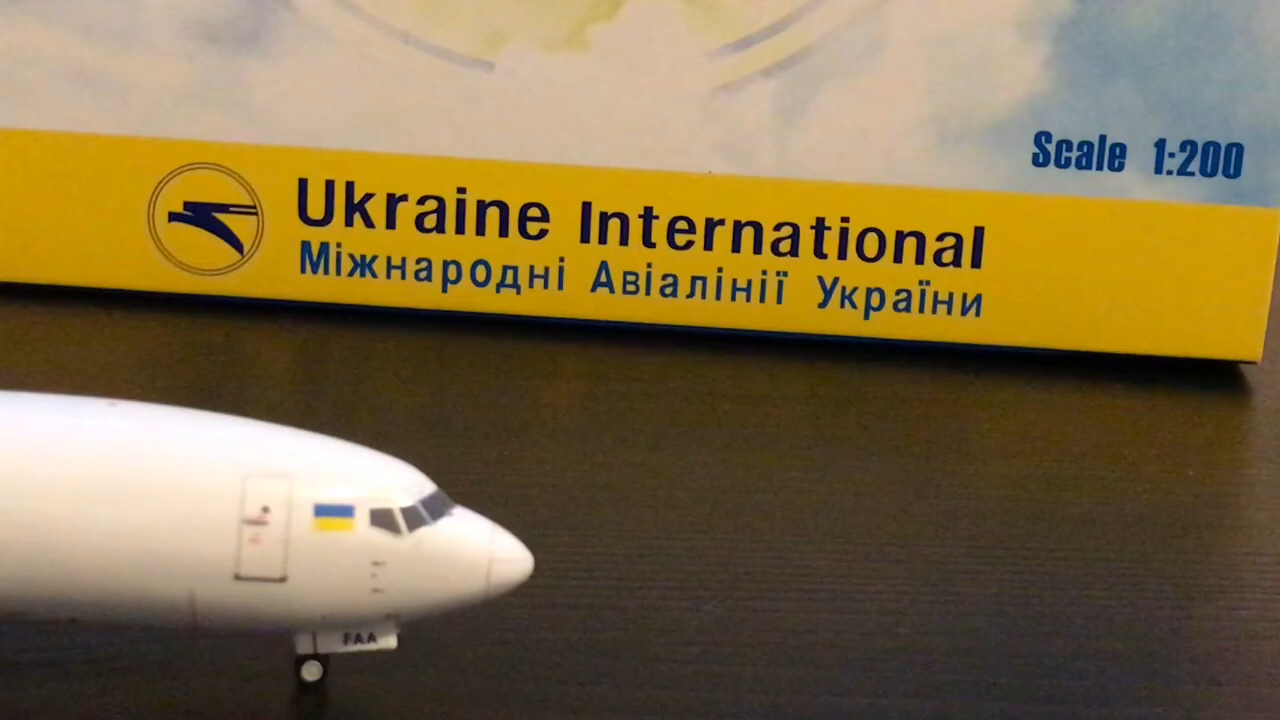 Scale 1:200
Ukraine International
Міжнародні Авіалінії України
FAA